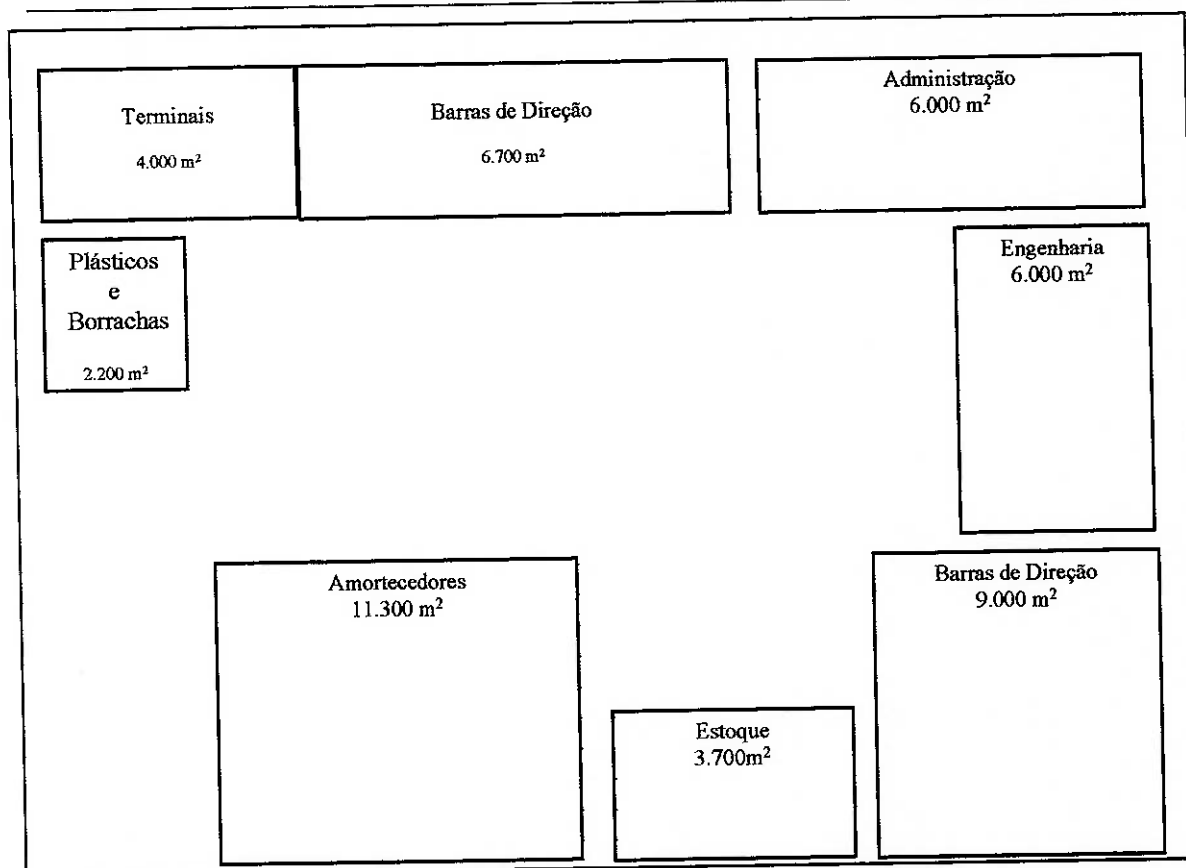 Terminais
4.000 m²
Barras de Direção
6.700 m²
Administração
6.000 m²
Plásticos
e
Borrachas
2.200 m²
Engenharia
6.000 m²
Amortecedores
11.300 m²
Estoque
3.700m²
Barras de Direção
9.000 m²